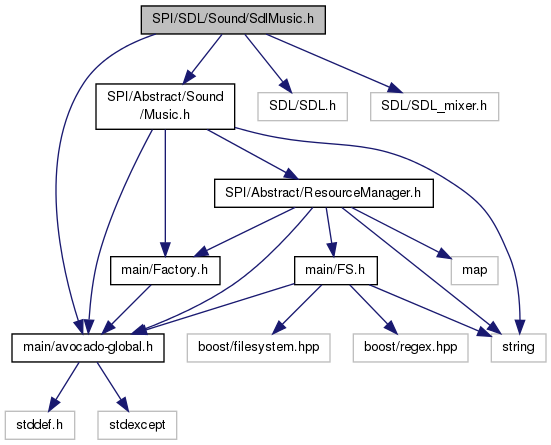 SPI/SDL/Sound/SdlMusic.h
SPI/Abstract/Sound
/Music.h
SDL/SDL.h
SDL/SDL_mixer.h
SPI/Abstract/ResourceManager.h
main/Factory.h
main/FS.h
map
main/avocado-global.h
boost/filesystem.hpp
boost/regex.hpp
string
stddef.h
stdexcept